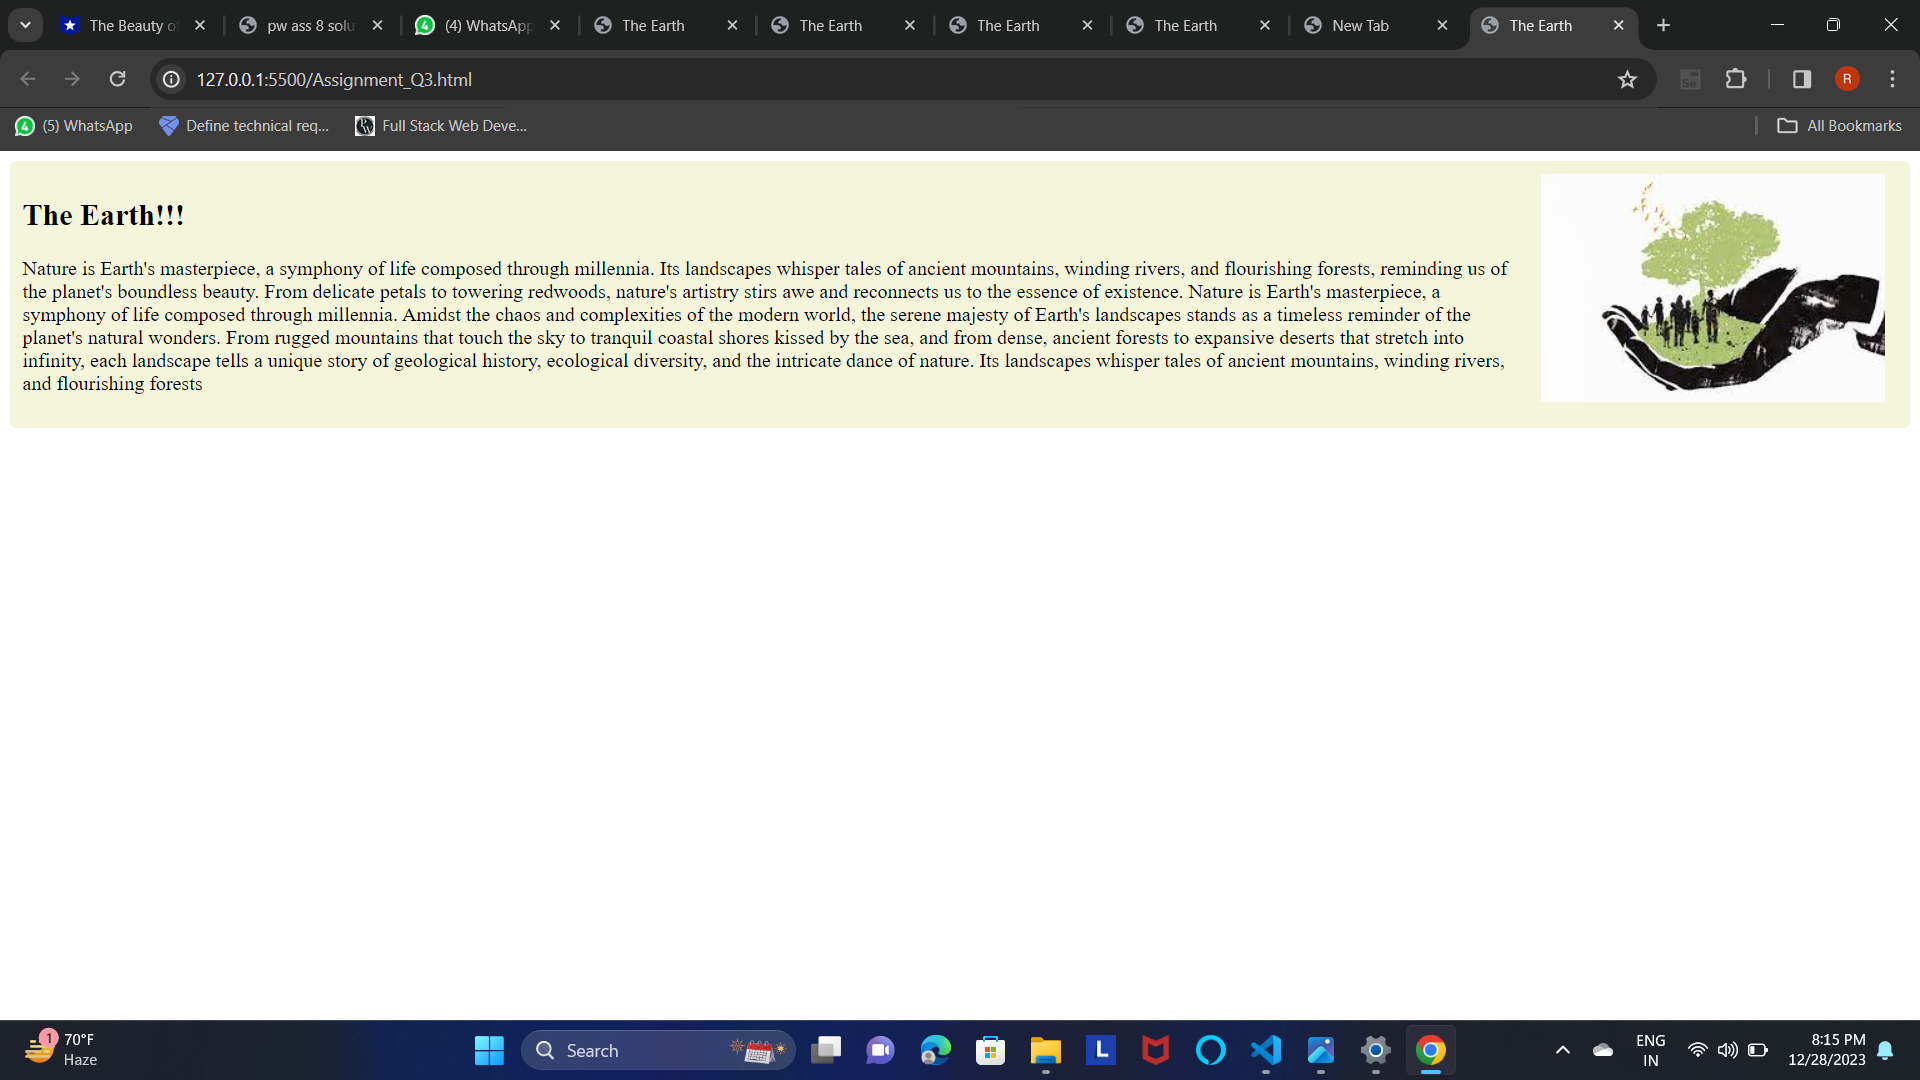 The Beauty o
pw ass 8 solu
4
(4) WhatsApp
The Earth
The Earth
The Earth
The Earth
New Tab
The Earth
127.0.0.1:5500/Assignment_Q3.html
Se
R
4
(5) WhatsApp
Define technical req...
Full Stack Web Deve...
All Bookmarks
The Earth!!!
Nature is Earth's masterpiece, a symphony of life composed through millennia. Its landscapes whisper tales of ancient mountains, winding rivers, and flourishing forests, reminding us of
the planet's boundless beauty. From delicate petals to towering redwoods, nature's artistry stirs awe and reconnects us to the essence of existence. Nature is Earth's masterpiece, a
symphony of life composed through millennia. Amidst the chaos and complexities of the modern world, the serene majesty of Earth's landscapes stands as a timeless reminder of the
planet's natural wonders. From rugged mountains that touch the sky to tranquil coastal shores kissed by the sea, and from dense, ancient forests to expansive deserts that stretch into
infinity, each landscape tells a unique story of geological history, ecological diversity, and the intricate dance of nature. Its landscapes whisper tales of ancient mountains, winding rivers,
and flourishing forests
1
70°F
Haze
Search
L
ENG
IN
8:15 PM
12/28/2023